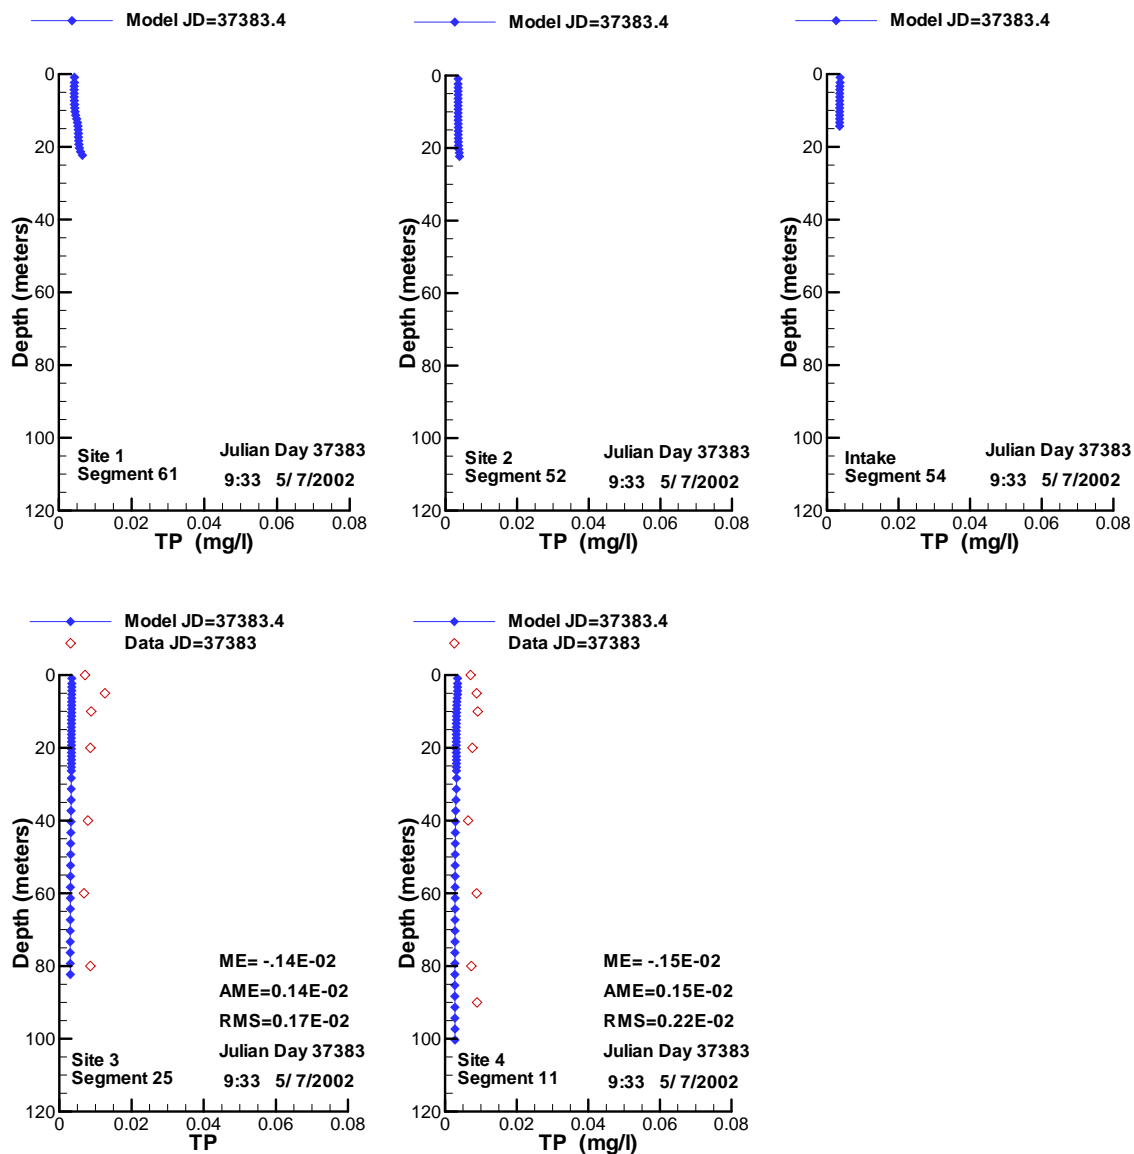 Model JD=37383.4
0
20
40
60
80
100
120
Depth (meters)
Site 1
Segment 61
Julian Day 37383
9:33 5/ 7/2002
0 0.02 0.04 0.06 0.08
TP (mg/l)
Model JD=37383.4
0
20
40
60
80
100
120
Depth (meters)
Site 2
Segment 52
Julian Day 37383
9:33 5/ 7/2002
0 0.02 0.04 0.06 0.08
TP (mg/l)
Model JD=37383.4
0
20
40
60
80
100
120
Depth (meters)
Intake
Segment 54
Julian Day 37383
9:33 5/ 7/2002
0 0.02 0.04 0.06 0.08
TP (mg/l)
Model JD=37383.4
Data JD=37383
0
20
40
60
80
100
120
Depth (meters)
ME= -.14E-02
AME=0.14E-02
RMS=0.17E-02
Site 3
Segment 25
Julian Day 37383
9:33 5/ 7/2002
0 0.02 0.04 0.06 0.08
TP
Model JD=37383.4
Data JD=37383
0
20
40
60
80
100
120
Depth (meters)
ME= -.15E-02
AME=0.15E-02
RMS=0.22E-02
Site 4
Segment 11
Julian Day 37383
9:33 5/ 7/2002
0 0.02 0.04 0.06 0.08
TP (mg/l)